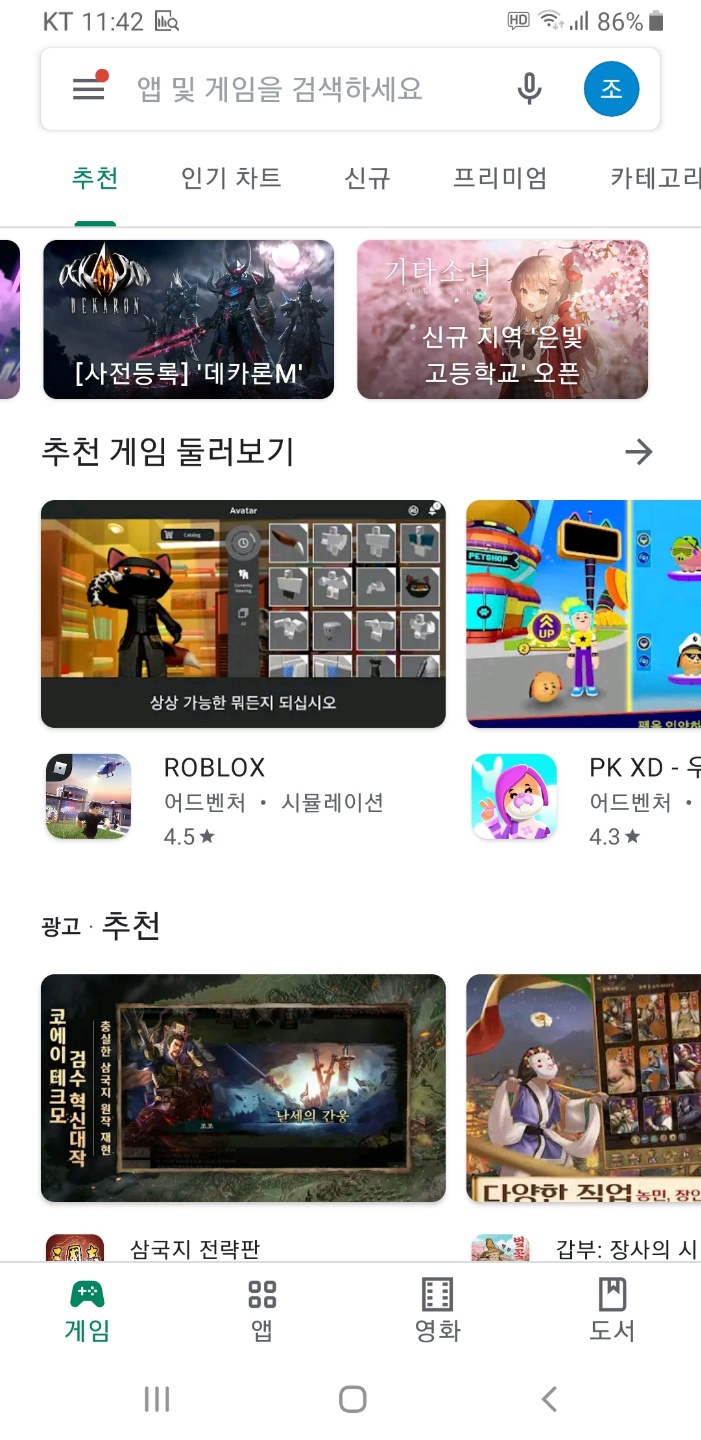 KT 11:42
HD 86%
앱 및 게임을 검색하세요
조
추천 인기 차트 신규 프리미엄 카테고리
DEKARON
DEKARON
[사전등록] '데카론M'
기타소녀
신규 지역 '은빛
고등학교' 오픈
추천 게임 둘러보기
Avatar
Catalog
Currently Wearing
All
상상 가능한 뭐든지 되십시오
PETSHOP
UP
2
ROBLOX
어드벤처 • 시뮬레이션
4.5★
PK XD - 우
어드벤처 •
4.3★
광고 · 추천
코에이 테크모
검수 혁신대작
충실한 삼국지 원작 재현
조조
난세의 간웅
다양한 직업 농민, 장인
삼국지 전략판
갑부: 장사의 시
게임
앱
영화
도서